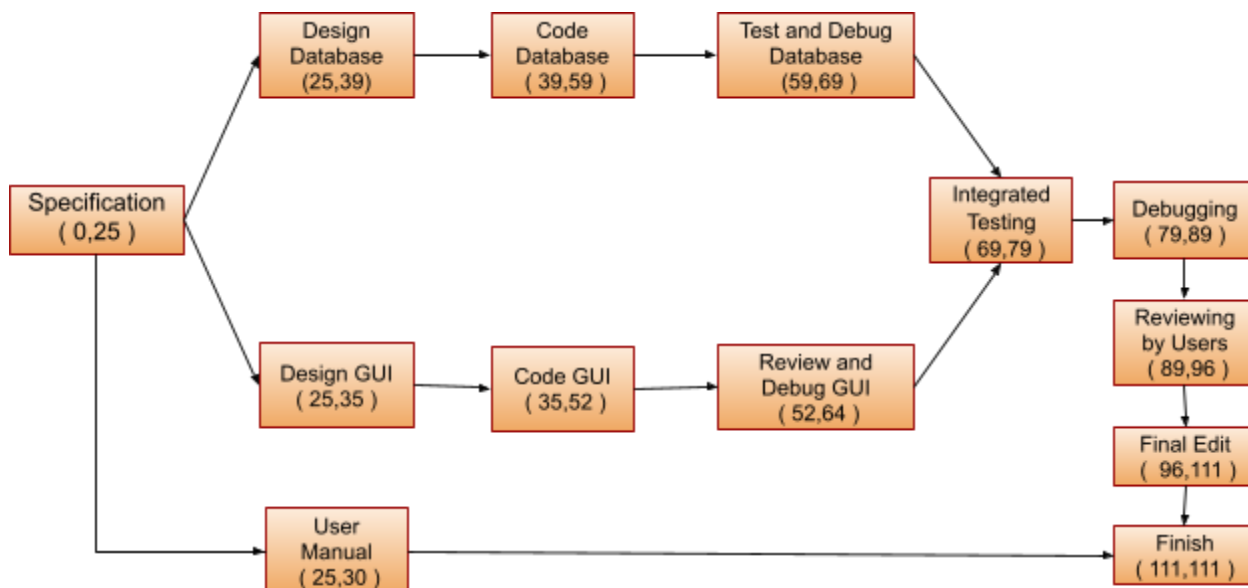 Design
Database
(25,39)
Code
Database
( 39,59 )
Test and Debug
Database
(59,69 )
Specification
( 0,25 )
Integrated
Testing
( 69,79 )
Debugging
( 79,89 )
Reviewing
by Users
( 89,96 )
Design GUI
( 25,35 )
Code GUI
( 35,52 )
Review and
Debug GUI
( 52,64 )
Final Edit
( 96,111 )
User
Manual
( 25,30 )
Finish
( 111,111 )